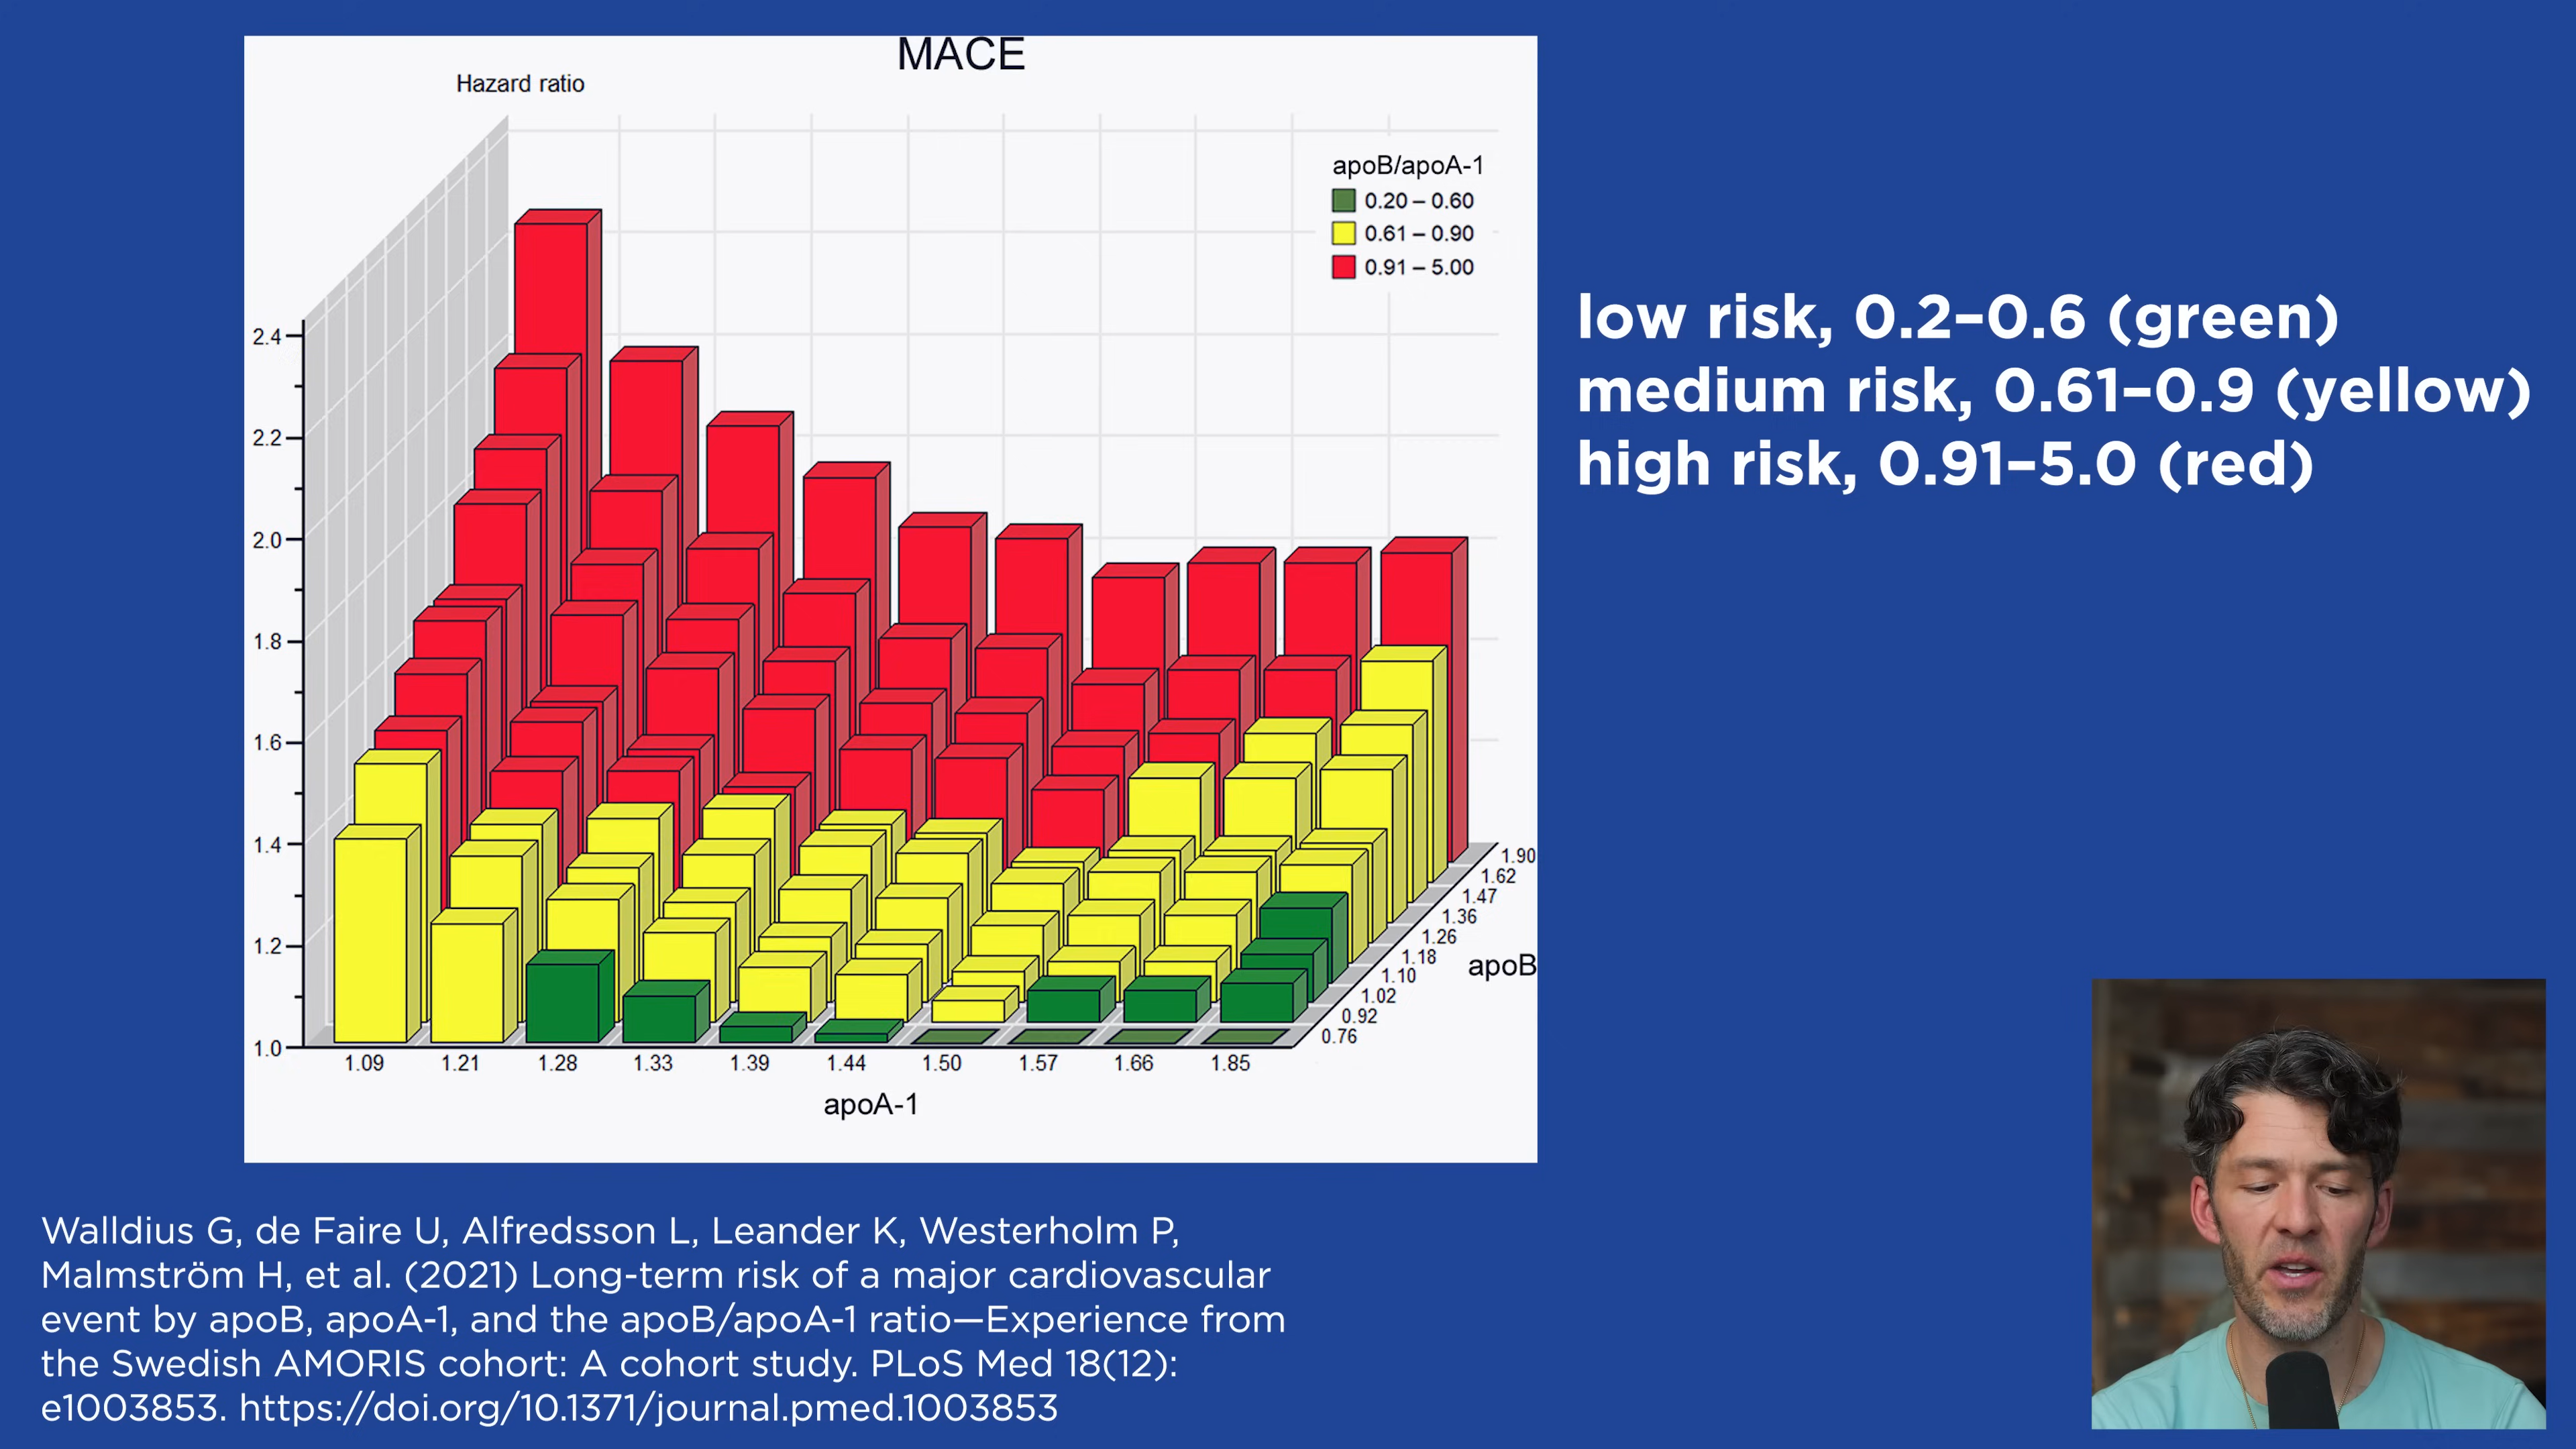 MACE
Hazard ratio
apoB/apoA-1
0.20 – 0.60
0.61 – 0.90
0.91 – 5.00
2.4
2.2
2.0
1.8
1.6
1.4
1.2
1.0
1.90
1.62
1.47
1.36
1.26
1.18
1.10
1.02
0.92
0.76
apoB
1.09 1.21 1.28 1.33 1.39 1.44 1.50 1.57 1.66 1.85
apoA-1
low risk, 0.2–0.6 (green)
medium risk, 0.61–0.9 (yellow)
high risk, 0.91–5.0 (red)
Walldius G, de Faire U, Alfredsson L, Leander K, Westerholm P,
Malmström H, et al. (2021) Long-term risk of a major cardiovascular
event by apoB, apoA-1, and the apoB/apoA-1 ratio—Experience from
the Swedish AMORIS cohort: A cohort study. PLoS Med 18(12):
e1003853. https://doi.org/10.1371/journal.pmed.1003853